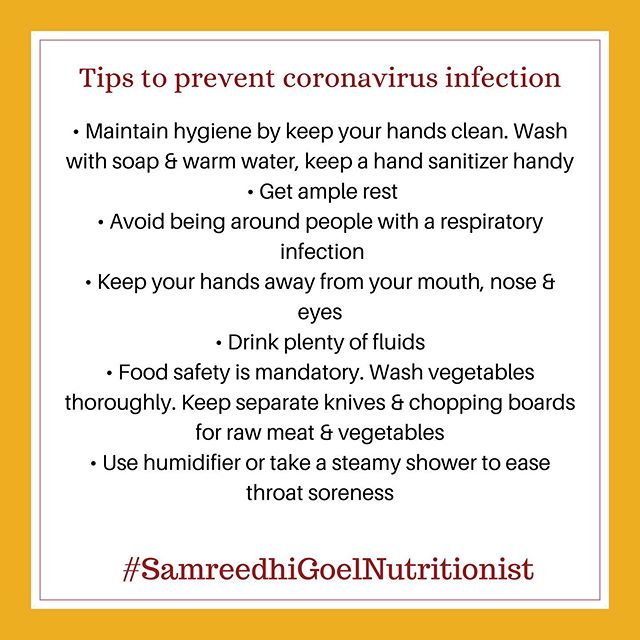 Tips to prevent coronavirus infection
• Maintain hygiene by keep your hands clean. Wash
with soap & warm water, keep a hand sanitizer handy
• Get ample rest
• Avoid being around people with a respiratory
infection
• Keep your hands away from your mouth, nose &
eyes
• Drink plenty of fluids
• Food safety is mandatory. Wash vegetables
thoroughly. Keep separate knives & chopping boards
for raw meat & vegetables
• Use humidifier or take a steamy shower to ease
throat soreness
#SamreedhiGoelNutritionist